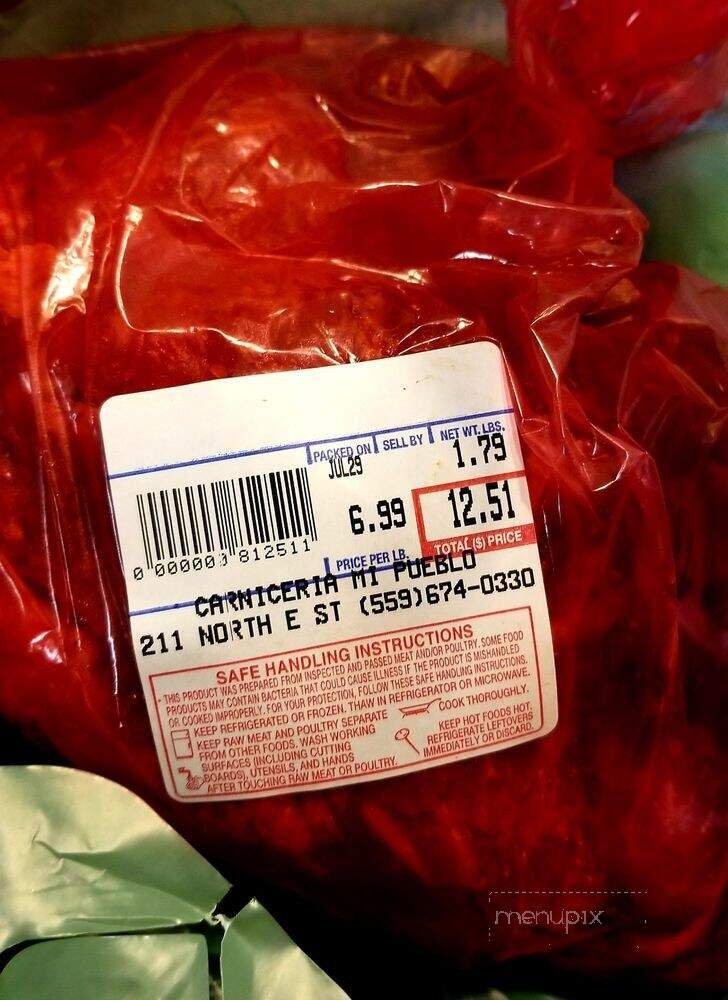 PACKED ON SELL BY NET WT. LBS.
JUL29 1.79
6.99 12.51
0 00000 812511
PRICE PER LB. TOTAL ($) PRICE
CARNICERIA MI PUEBLO
211 NORTH E ST (559)674-0330
SAFE HANDLING INSTRUCTIONS
• THIS PRODUCT WAS PREPARED FROM INSPECTED AND PASSED MEAT AND/OR POULTRY. SOME FOOD
PRODUCTS MAY CONTAIN BACTERIA THAT COULD CAUSE ILLNESS IF THE PRODUCT IS MISHANDLED
OR COOKED IMPROPERLY. FOR YOUR PROTECTION, FOLLOW THESE SAFE HANDLING INSTRUCTIONS.
KEEP REFRIGERATED OR FROZEN. THAW IN REFRIGERATOR OR MICROWAVE.
KEEP RAW MEAT AND POULTRY SEPARATE
FROM OTHER FOODS. WASH WORKING
SURFACES (INCLUDING CUTTING
BOARDS), UTENSILS, AND HANDS
AFTER TOUCHING RAW MEAT OR POULTRY.
COOK THOROUGHLY.
KEEP HOT FOODS HOT.
REFRIGERATE LEFTOVERS
IMMEDIATELY OR DISCARD.
menupix